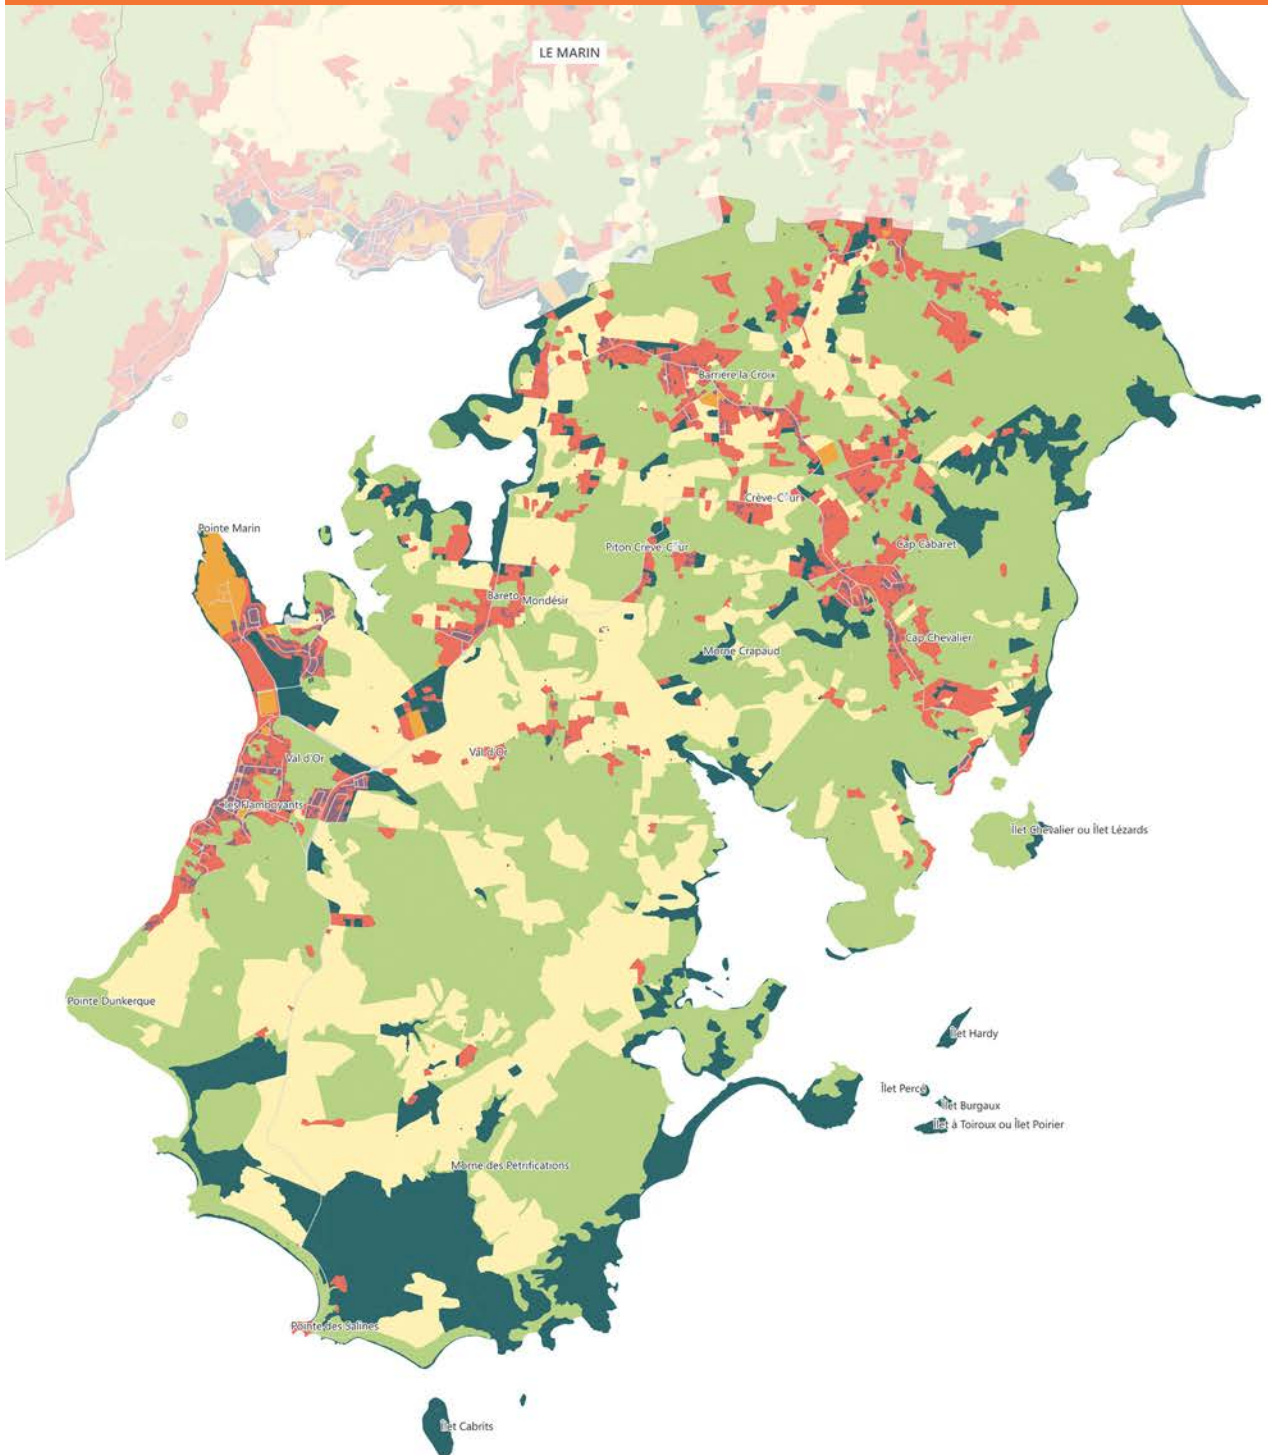 LE MARIN
Barrière la Croix
Crève-C˜ur
Pointe Marin
Cap Cabaret
Piton Crève-C˜ur
Bareto
Mondésir
Cap Chevalier
Morne Crapaud
Val d'Or
Val d'Or
les Flamboyants
Îlet Chevalier ou Îlet Lézards
Pointe Dunkerque
Îlet Hardy
Îlet Percé
Îlet Burgaux
Îlet à Toiroux ou Îlet Poirier
Morne des Pétrifications
Pointe des Salines
Îlet Cabrits